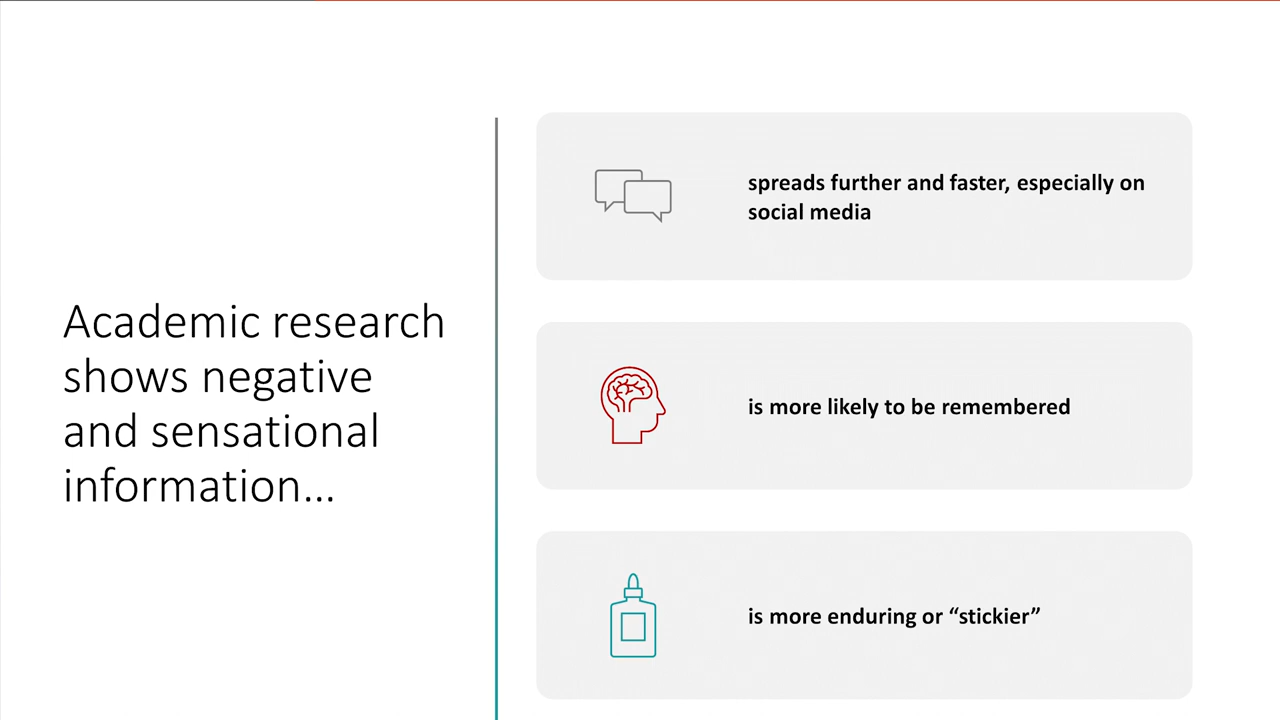 Academic research
shows negative
and sensational
information...
spreads further and faster, especially on
social media
is more likely to be remembered
is more enduring or “stickier”